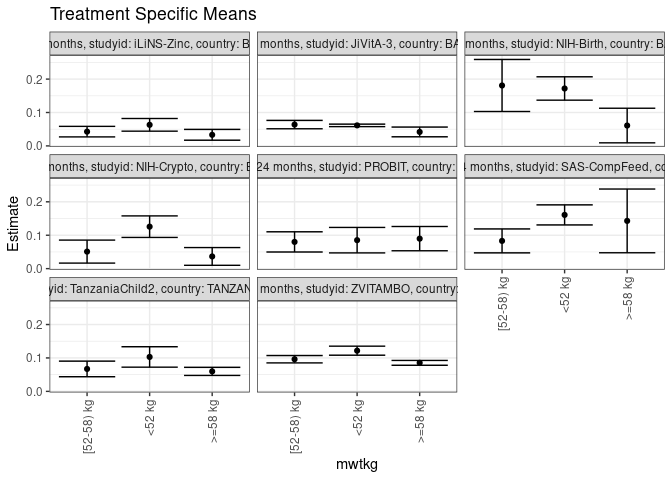 Treatment Specific Means
months, studyid: iLiNS-Zinc, country:
months, studyid: JiVitA-3, country: BA
months, studyid: NIH-Birth, country:
0.2
0.1
0.0
months, studyid: NIH-Crypto, country:
24 months, studyid: PROBIT, country:
months, studyid: SAS-CompFeed,
0.2
0.1
0.0
Estimate
yid: TanzaniaChild2, country: TANZAN
months, studyid: ZVITAMBO, country:
0.2
0.1
0.0
[52-58) kg
<52 kg
>=58 kg
[52-58) kg
<52 kg
>=58 kg
[52-58) kg
<52 kg
>=58 kg
mwtkg